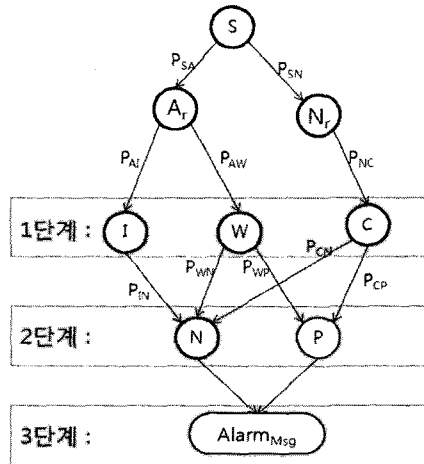 S
P_SA P_SN
A_r N_r
P_AI P_AW P_NC
1단계 : I W C
P_IN P_WN P_WP P_CN P_CP
2단계 : N P
3단계 : Alarm_Msg